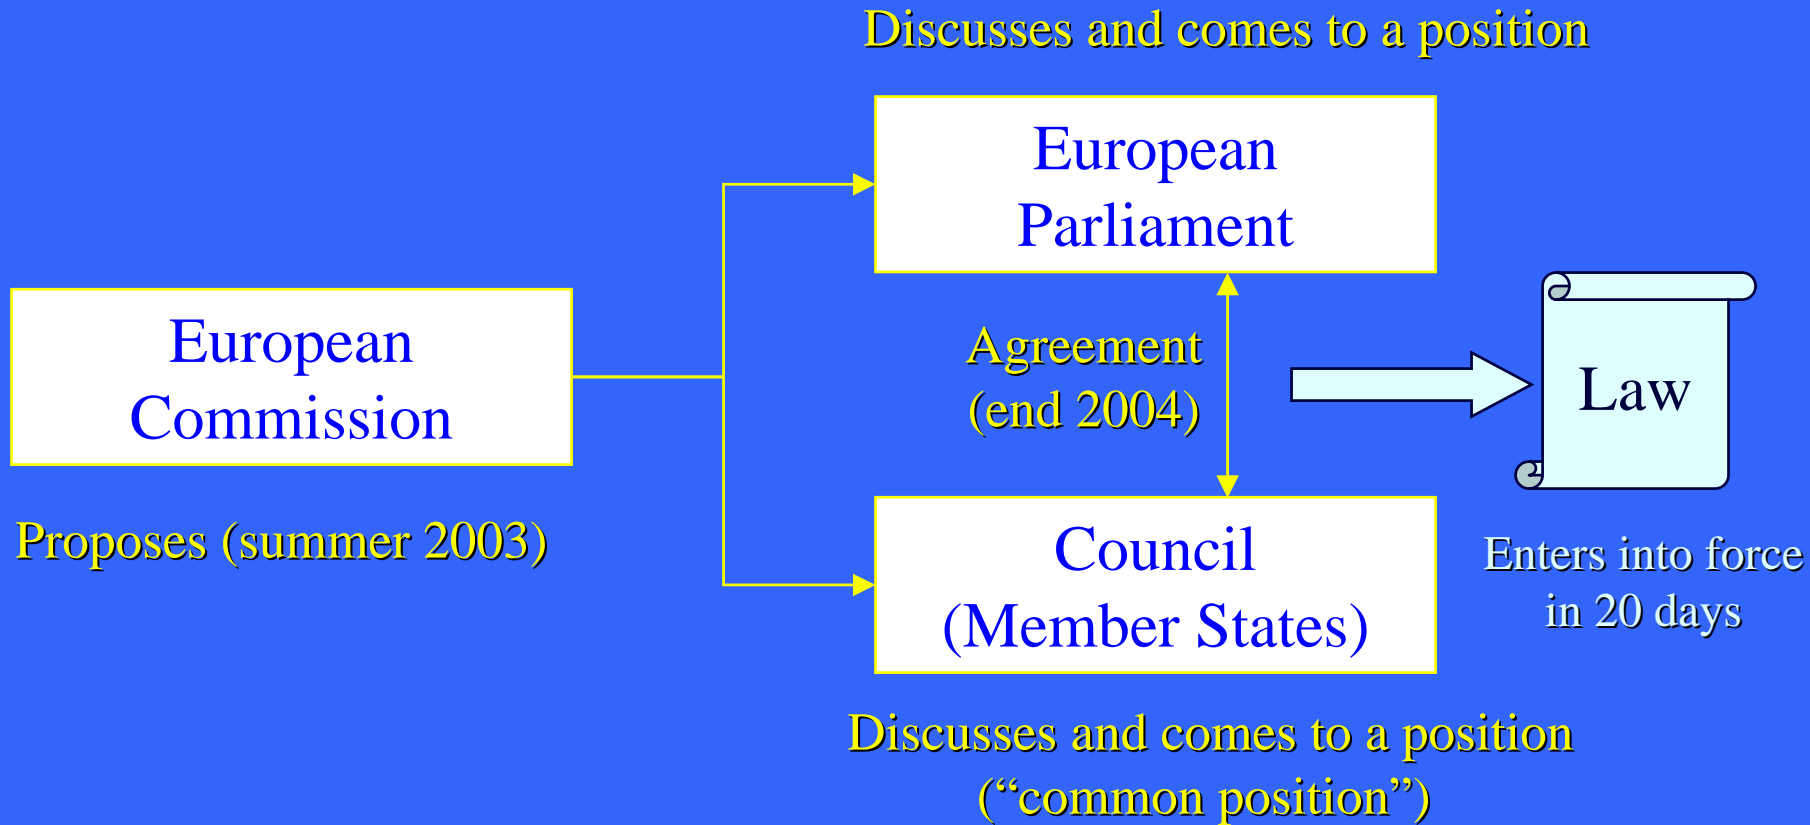 Discusses and comes to a position
European
Parliament
European
Commission
Proposes (summer 2003)
Agreement
(end 2004)
Law
Enters into force
in 20 days
Council
(Member States)
Discusses and comes to a position
(“common position”)